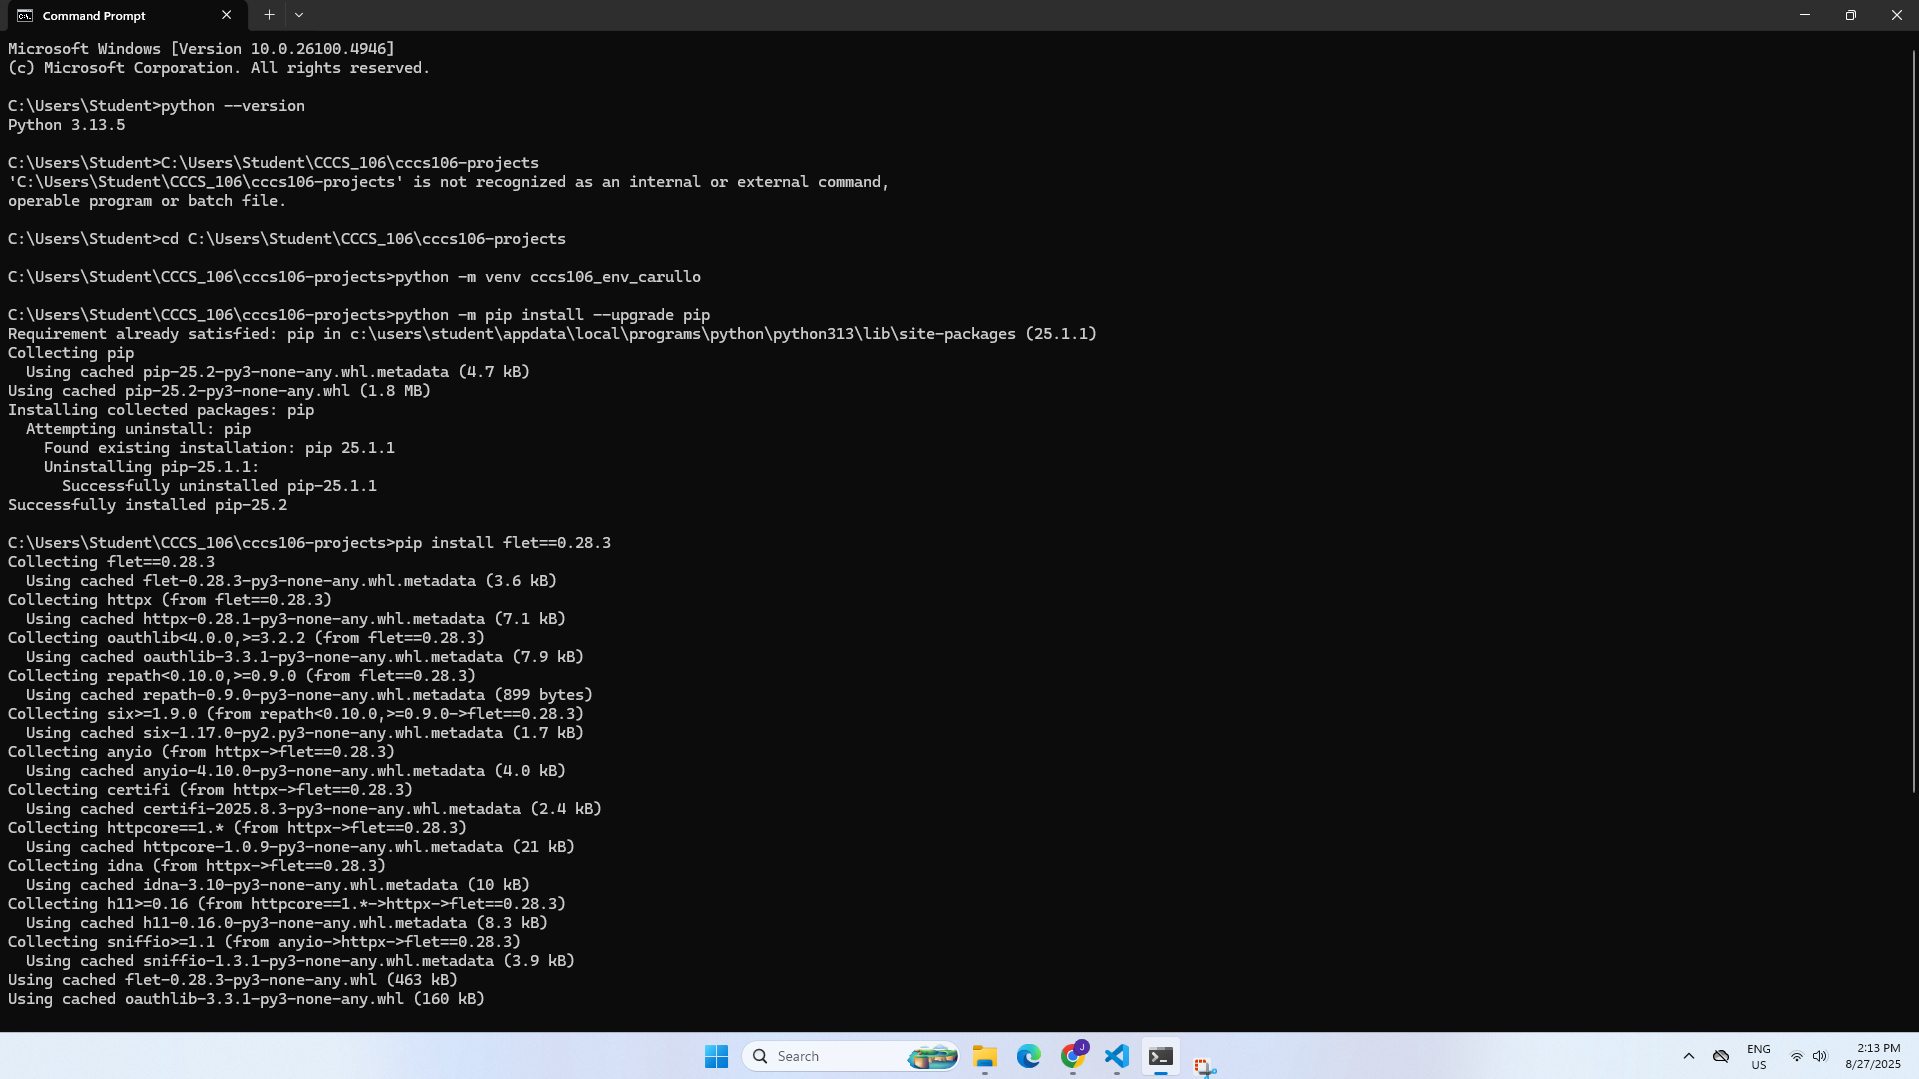 Command Prompt
Microsoft Windows [Version 10.0.26100.4946]
(c) Microsoft Corporation. All rights reserved.
C:\Users\Student>python --version
Python 3.13.5
C:\Users\Student>C:\Users\Student\CCCS_106\cccs106-projects
'C:\Users\Student\CCCS_106\cccs106-projects' is not recognized as an internal or external command,
operable program or batch file.
C:\Users\Student>cd C:\Users\Student\CCCS_106\cccs106-projects
C:\Users\Student\CCCS_106\cccs106-projects>python -m venv cccs106_env_carullo
C:\Users\Student\CCCS_106\cccs106-projects>python -m pip install --upgrade pip
Requirement already satisfied: pip in c:\users\student\appdata\local\programs\python\python313\lib\site-packages (25.1.1)
Collecting pip
  Using cached pip-25.2-py3-none-any.whl.metadata (4.7 kB)
Using cached pip-25.2-py3-none-any.whl (1.8 MB)
Installing collected packages: pip
  Attempting uninstall: pip
    Found existing installation: pip 25.1.1
    Uninstalling pip-25.1.1:
      Successfully uninstalled pip-25.1.1
Successfully installed pip-25.2
C:\Users\Student\CCCS_106\cccs106-projects>pip install flet==0.28.3
Collecting flet==0.28.3
  Using cached flet-0.28.3-py3-none-any.whl.metadata (3.6 kB)
Collecting httpx (from flet==0.28.3)
  Using cached httpx-0.28.1-py3-none-any.whl.metadata (7.1 kB)
Collecting oauthlib<4.0.0,>=3.2.2 (from flet==0.28.3)
  Using cached oauthlib-3.3.1-py3-none-any.whl.metadata (7.9 kB)
Collecting repath<0.10.0,>=0.9.0 (from flet==0.28.3)
  Using cached repath-0.9.0-py3-none-any.whl.metadata (899 bytes)
Collecting six>=1.9.0 (from repath<0.10.0,>=0.9.0->flet==0.28.3)
  Using cached six-1.17.0-py2.py3-none-any.whl.metadata (1.7 kB)
Collecting anyio (from httpx->flet==0.28.3)
  Using cached anyio-4.10.0-py3-none-any.whl.metadata (4.0 kB)
Collecting certifi (from httpx->flet==0.28.3)
  Using cached certifi-2025.8.3-py3-none-any.whl.metadata (2.4 kB)
Collecting httpcore==1.* (from httpx->flet==0.28.3)
  Using cached httpcore-1.0.9-py3-none-any.whl.metadata (21 kB)
Collecting idna (from httpx->flet==0.28.3)
  Using cached idna-3.10-py3-none-any.whl.metadata (10 kB)
Collecting h11>=0.16 (from httpcore==1.*->httpx->flet==0.28.3)
  Using cached h11-0.16.0-py3-none-any.whl.metadata (8.3 kB)
Collecting sniffio>=1.1 (from anyio->httpx->flet==0.28.3)
  Using cached sniffio-1.3.1-py3-none-any.whl.metadata (3.9 kB)
Using cached flet-0.28.3-py3-none-any.whl (463 kB)
Using cached oauthlib-3.3.1-py3-none-any.whl (160 kB)
Search
J
ENG
US
2:13 PM
8/27/2025